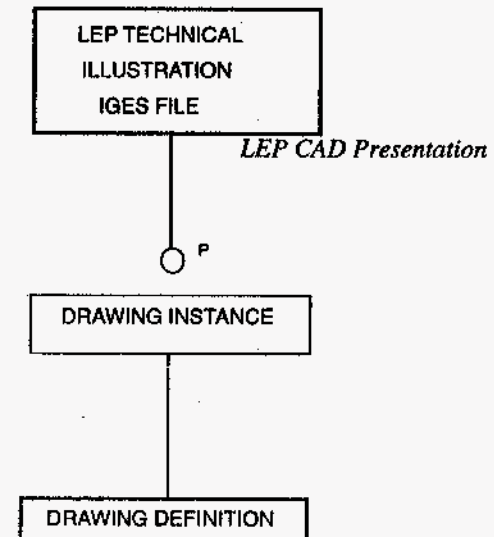 LEP TECHNICAL
ILLUSTRATION
IGES FILE
LEP CAD Presentation
P
DRAWING INSTANCE
DRAWING DEFINITION